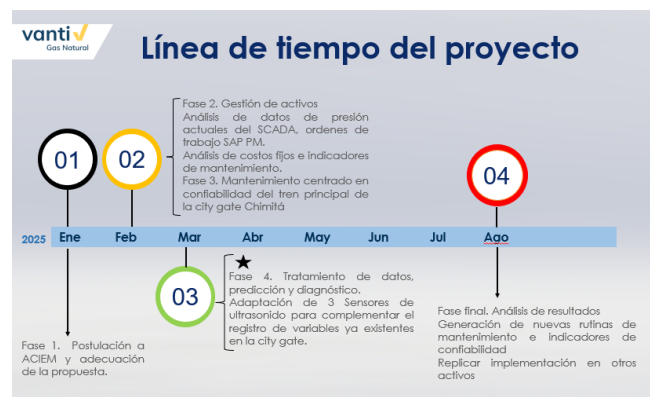 vanti
Gas Natural
Línea de tiempo del proyecto
01
02
Fase 2. Gestión de activos
Análisis de datos de presión
actuales del SCADA, ordenes de
trabajo SAP PM.
Análisis de costos fijos e indicadores
de mantenimiento.
Fase 3. Mantenimiento centrado en
confiabilidad del tren principal de
la city gate Chimitá
04
2025 Ene Feb Mar Abr May Jun Jul Ago
03
Fase 4. Tratamiento de datos,
predicción y diagnóstico.
Adaptación de 3 Sensores de
ultrasonido para complementar el
registro de variables ya existentes
en la city gate.
Fase 1. Postulación a
ACIEM y adecuación
de la propuesta.
Fase final. Análisis de resultados
Generación de nuevas rutinas de
mantenimiento e indicadores de
confiabilidad
Replicar implementación en otros
activos